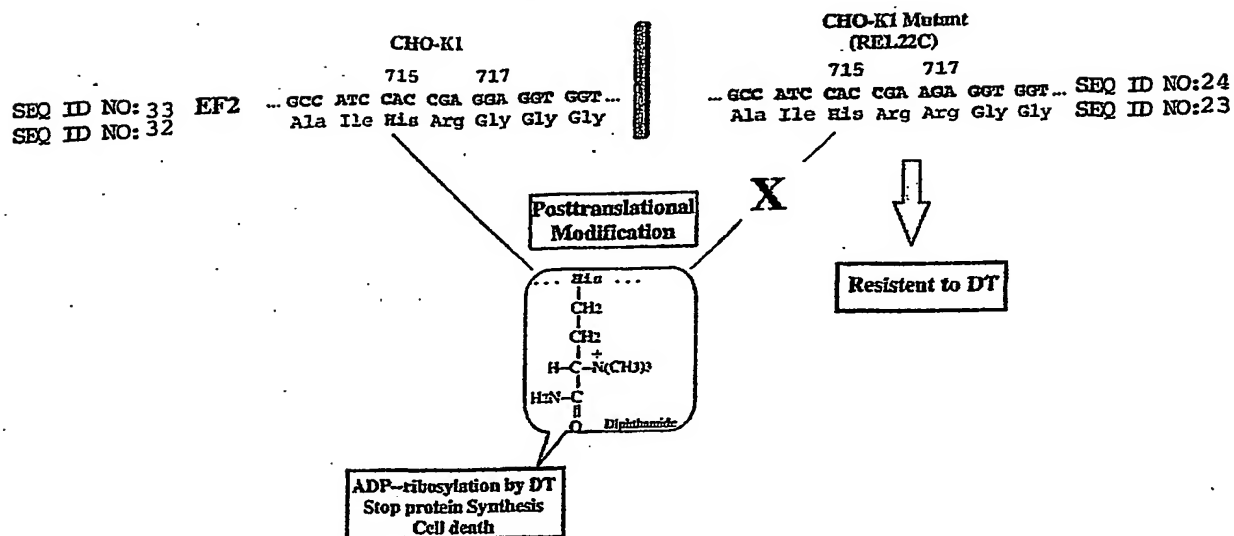 CHO-K1
715 717
SEQ ID NO: 33 EF2 ... GCC ATC CAC CGA GGA GGT GGT...
SEQ ID NO: 32 Ala Ile His Arg Gly Gly Gly
CHO-K1 Mutant
(REL22C)
715 717
... GCC ATC CAC CGA AGA GGT GGT... SEQ ID NO:24
Ala Ile His Arg Arg Gly Gly SEQ ID NO:23
X
Posttranslational
Modification
Resistent to DT
... His ...
CH2
CH2
+
H-C-N(CH3)3
H2N-C
O Diphthamide
ADP-ribosylation by DT
Stop protein Synthesis
Cell death